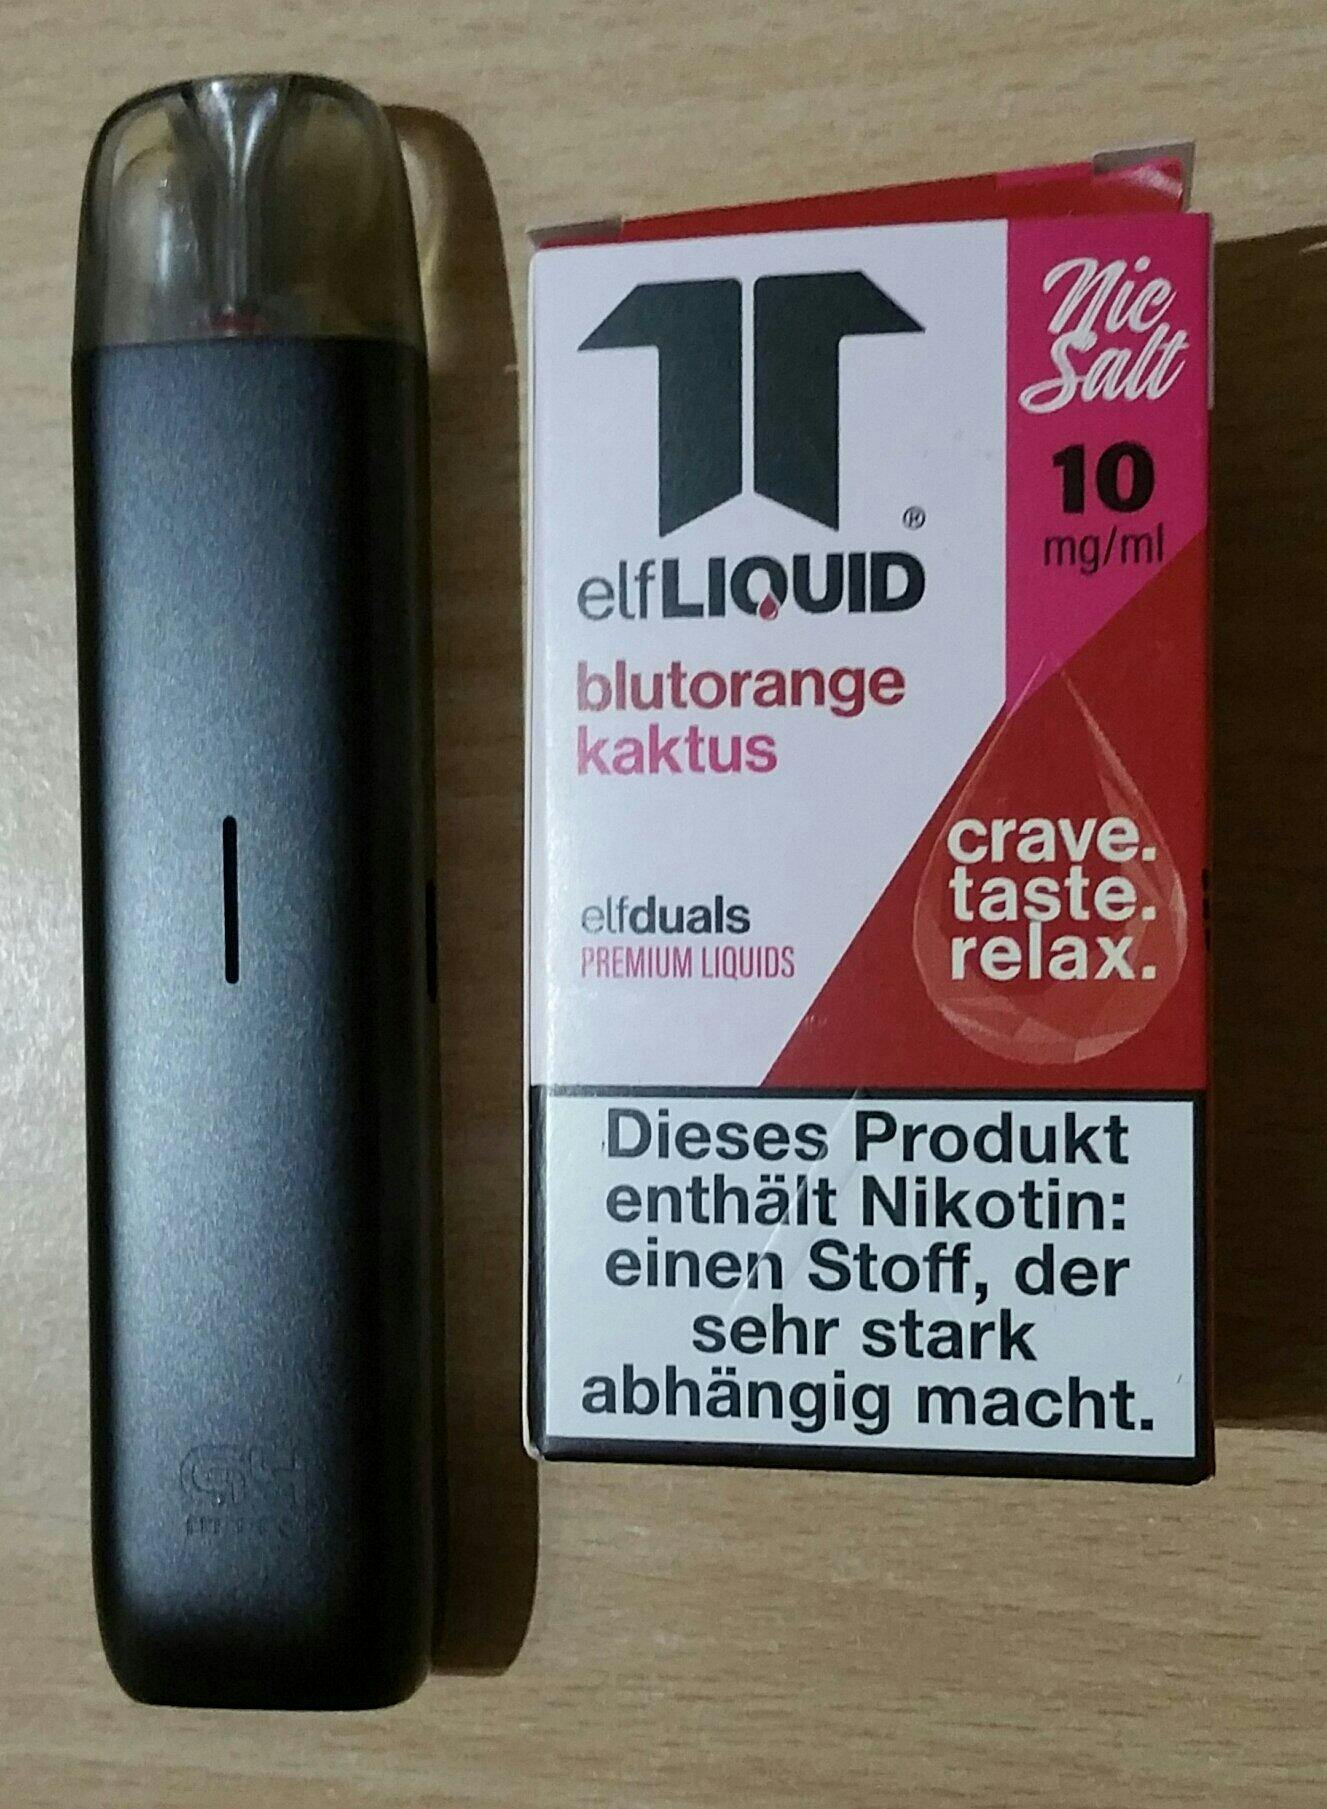 Nic
Salt
10
mg/ml
®
elfLIQUID
blutorange
kaktus
crave.
taste.
relax.
elfduals
PREMIUM LIQUIDS
Dieses Produkt
enthält Nikotin:
einen Stoff, der
sehr stark
abhängig macht.